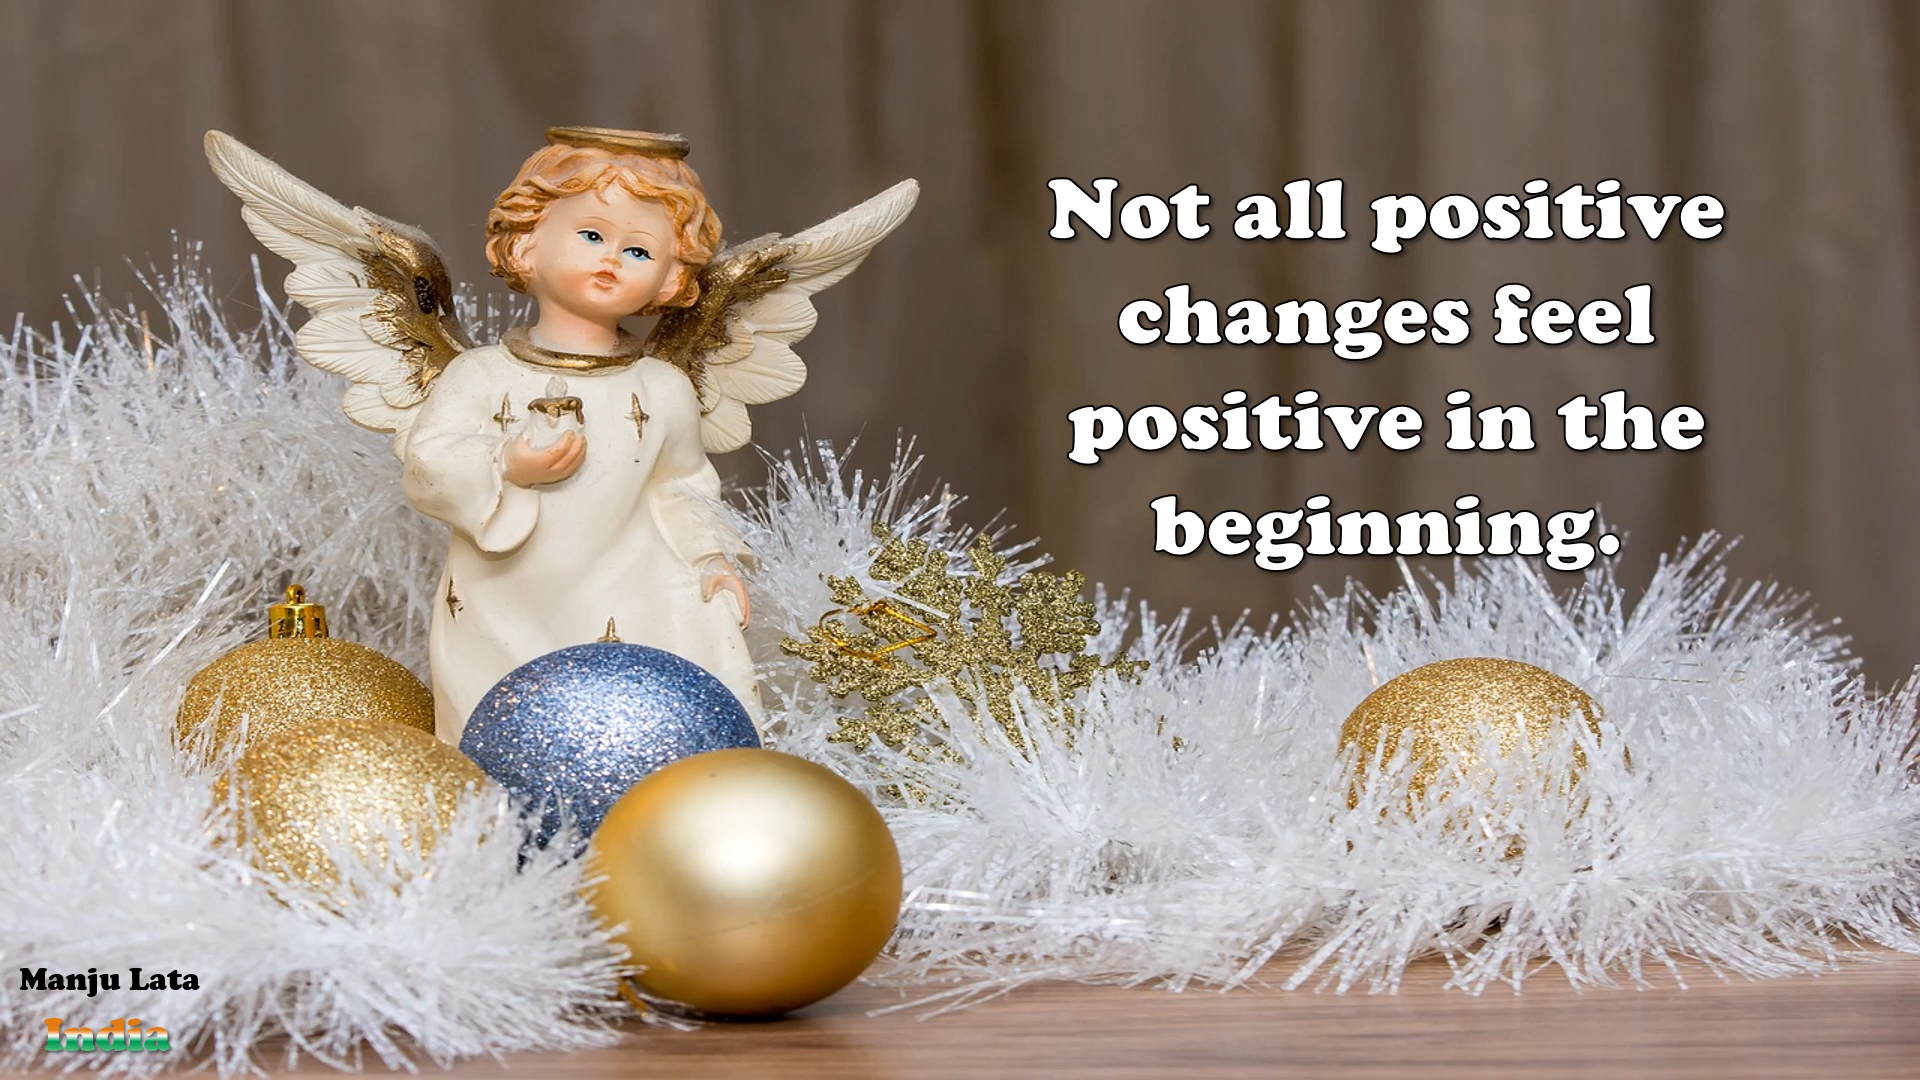 Not all positive
changes feel
positive in the
beginning.
Manju Lata
India